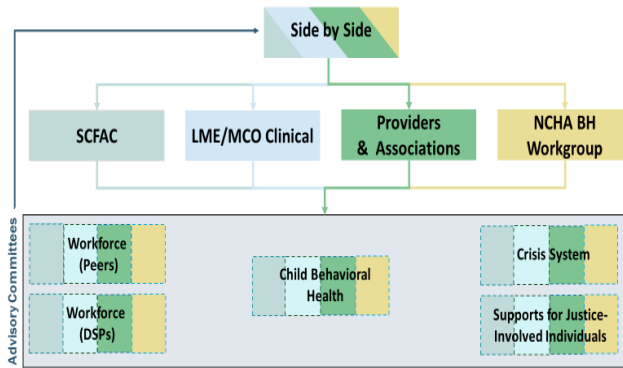 Side by Side
SCFAC
LME/MCO Clinical
Providers
& Associations
NCHA BH
Workgroup
Advisory Committees
Workforce
(Peers)
Workforce
(DSPs)
Child Behavioral
Health
Crisis System
Supports for Justice-
Involved Individuals